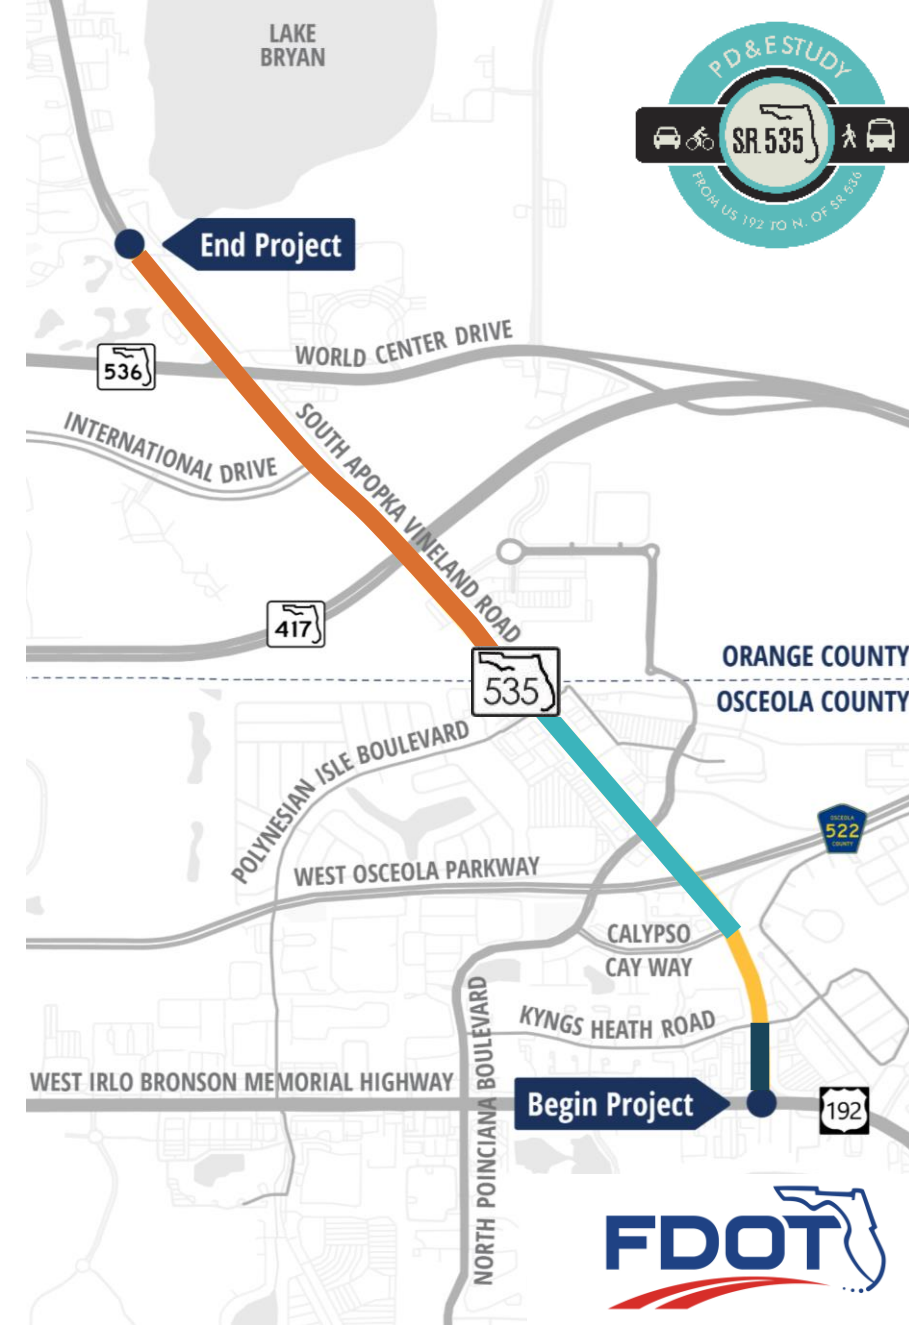 LAKE
BRYAN
PD&E STUDY
SR 535
FROM US 192 TO N. OF SR 536
End Project
WORLD CENTER DRIVE
536
INTERNATIONAL DRIVE
SOUTH APOPKA VINELAND ROAD
417
ORANGE COUNTY
535
OSCEOLA COUNTY
POLYNESIAN ISLE BOULEVARD
OSCEOLA
522
COUNTY
WEST OSCEOLA PARKWAY
CALYPSO
CAY WAY
KYNGS HEATH ROAD
NORTH POINCIANA BOULEVARD
WEST IRLO BRONSON MEMORIAL HIGHWAY
Begin Project
192
FDOT